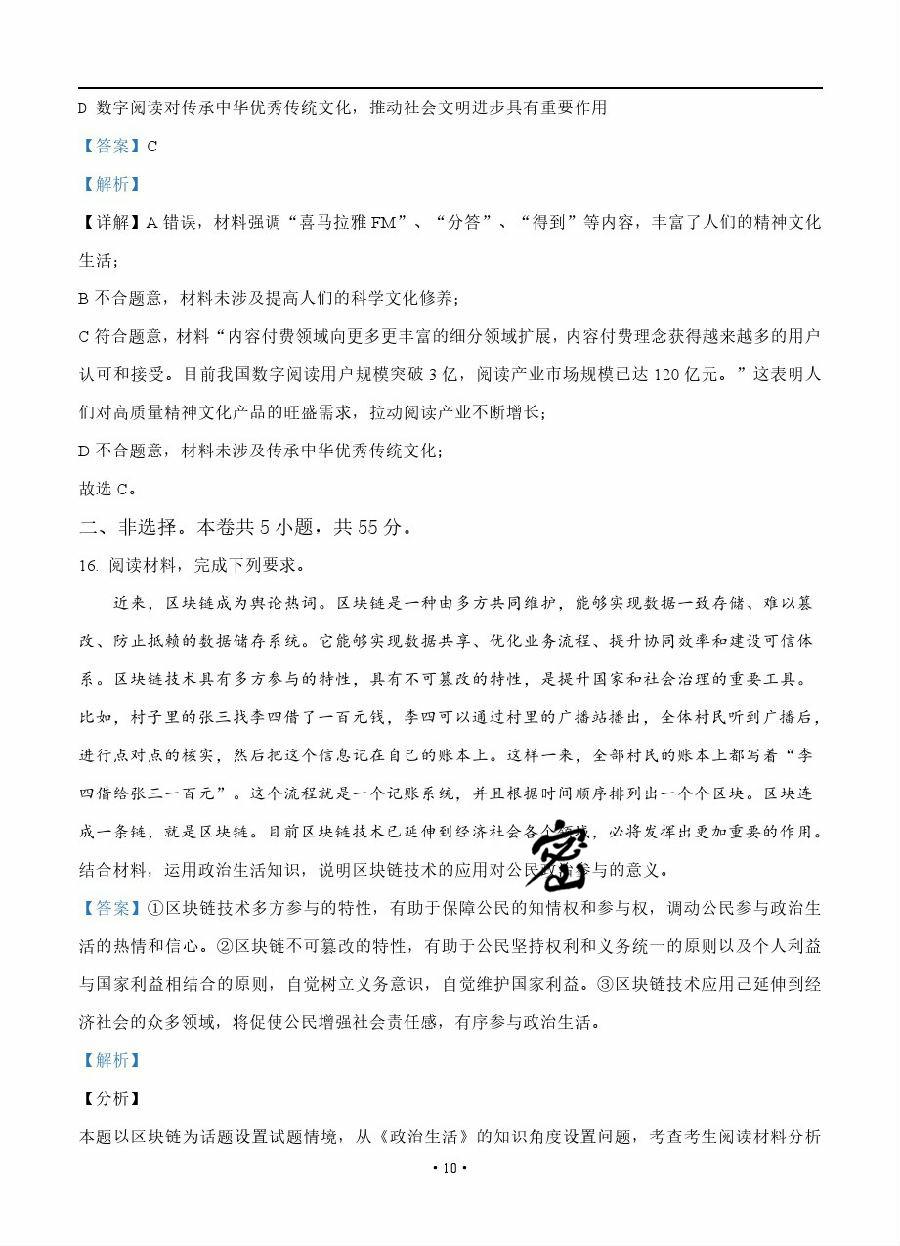 D 数字阅读对传承中华优秀传统文化，推动社会文明进步具有重要作用
【答案】C
【解析】
【详解】A 错误，材料强调“喜马拉雅 FM”、“分答”、“得到”等内容，丰富了人们的精神文化
生活；
B 不合题意，材料未涉及提高人们的科学文化修养；
C 符合题意，材料“内容付费领域向更多更丰富的细分领域扩展，内容付费理念获得越来越多的用户
认可和接受。目前我国数字阅读用户规模突破 3 亿，阅读产业市场规模已达 120 亿元。”这表明人
们对高质量精神文化产品的旺盛需求，拉动阅读产业不断增长；
D 不合题意，材料未涉及传承中华优秀传统文化；
故选 C。
二、非选择。本卷共 5 小题，共 55 分.
16. 阅读材料，完成下列要求。
近来，区块链成为舆论热词。区块链是一种由多方共同维护，能够实现数据一致存储、难以篡
改、防止抵赖的数据储存系统。它能够实现数据共享、优化业务流程、提升协同效率和建设可信体
系。区块链技术具有多方参与的特性，具有不可篡改的特性，是提升国家和社会治理的重要工具。
比如，村子里的张三找李四借了一百元钱，李四可以通过村里的广播站播出，全体村民听到广播后，
进行点对点的核实，然后把这个信息记在自己的账本上。这样一来，全部村民的账本上都写着“李
四借给张三一百元”。这个流程就是一个记账系统，并且根据时间顺序排列出一个个区块。区块连
成一条链，就是区块链。目前区块链技术已延伸到经济社会各个领域，必将发挥出更加重要的作用。
结合材料，运用政治生活知识，说明区块链技术的应用对公民政治参与的意义。
密
【答案】①区块链技术多方参与的特性，有助于保障公民的知情权和参与权，调动公民参与政治生
活的热情和信心。②区块链不可篡改的特性，有助于公民坚持权利和义务统一的原则以及个人利益
与国家利益相结合的原则，自觉树立义务意识，自觉维护国家利益。③区块链技术应用已延伸到经
济社会的众多领域，将促使公民增强社会责任感，有序参与政治生活。
【解析】
【分析】
本题以区块链为话题设置试题情境，从《政治生活》的知识角度设置问题，考查考生阅读材料分析
• 10 •